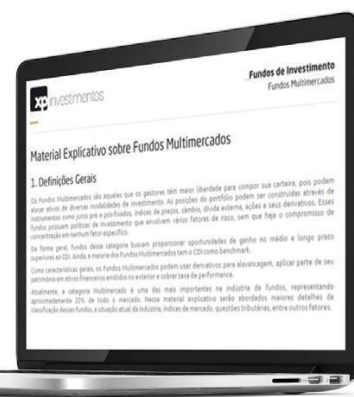 xp investimentos
Fundos de Investimento
Fundos Multimercados
Material Explicativo sobre Fundos Multimercados
1. Definições Gerais
Os Fundos Multimercados são aqueles que os gestores têm maior liberdade para compor sua carteira, pois podem
alocar ativos de diversas modalidades de investimento. As posições do portfólio podem ser construídas através de
instrumentos como juros pré e pós-fixados, índices de preços, câmbio, dívida externa, ações e seus derivativos. Esses
fundos possuem políticas de investimento que envolvem vários fatores de risco, sem que haja o compromisso de
concentração em nenhum fator específico.
De forma geral, fundos dessa categoria buscam proporcionar oportunidades de ganho no médio e longo prazo
superiores ao CDI. Ainda, a maioria dos fundos Multimercados tem o CDI como benchmark.
Como características gerais, os Fundos Multimercados podem usar derivativos para alavancagem, aplicar parte de seu
patrimônio em ativos financeiros emitidos no exterior e cobrar taxa de performance.
Atualmente, a categoria Multimercado é uma das mais importantes na indústria de fundos, representando
aproximadamente 20% de todo o mercado. Nesse material explicativo serão abordados maiores detalhes da
classificação desses fundos, a situação atual da indústria, índices de mercado, questões tributárias, entre outros fatores.